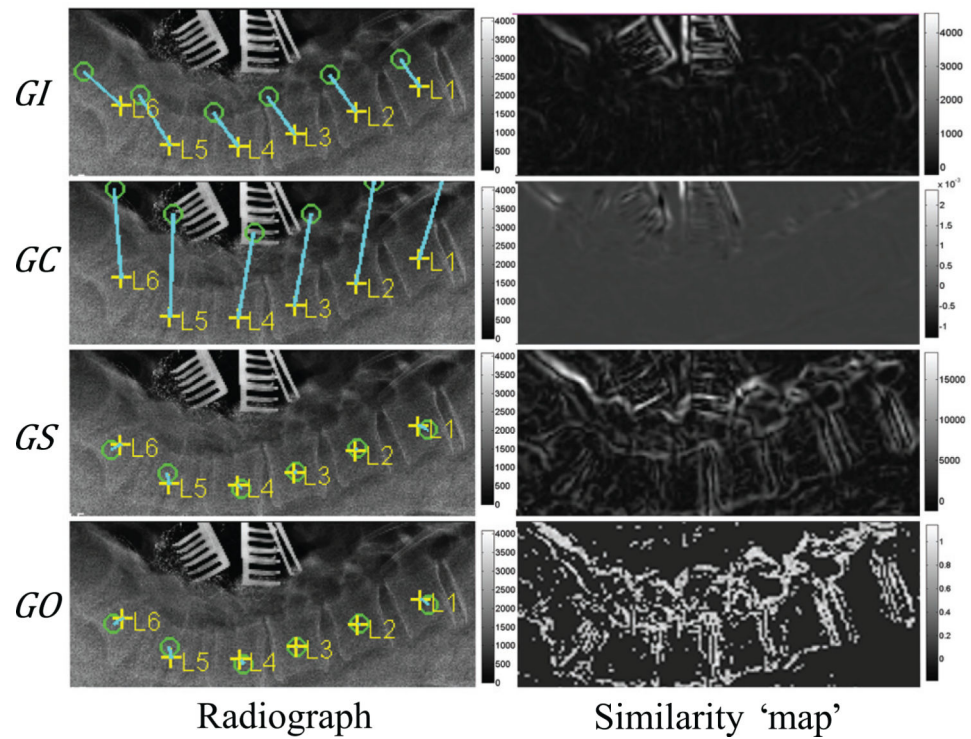 GI
L6
L5
L4
L3
L2
L1
4000
3500
3000
2500
2000
1500
1000
500
0
4000
3000
2000
1000
0
GC
L6
L5
L4
L3
L2
L1
4000
3500
3000
2500
2000
1500
1000
500
0
x 10⁻³
2
1.5
1
0.5
0
-0.5
-1
GS
L6
L5
L4
L3
L2
L1
4000
3500
3000
2500
2000
1500
1000
500
0
15000
10000
5000
0
GO
L6
L5
L4
L3
L2
L1
4000
3500
3000
2500
2000
1500
1000
500
0
1
0.8
0.6
0.4
0.2
0
Radiograph
Similarity ‘map’